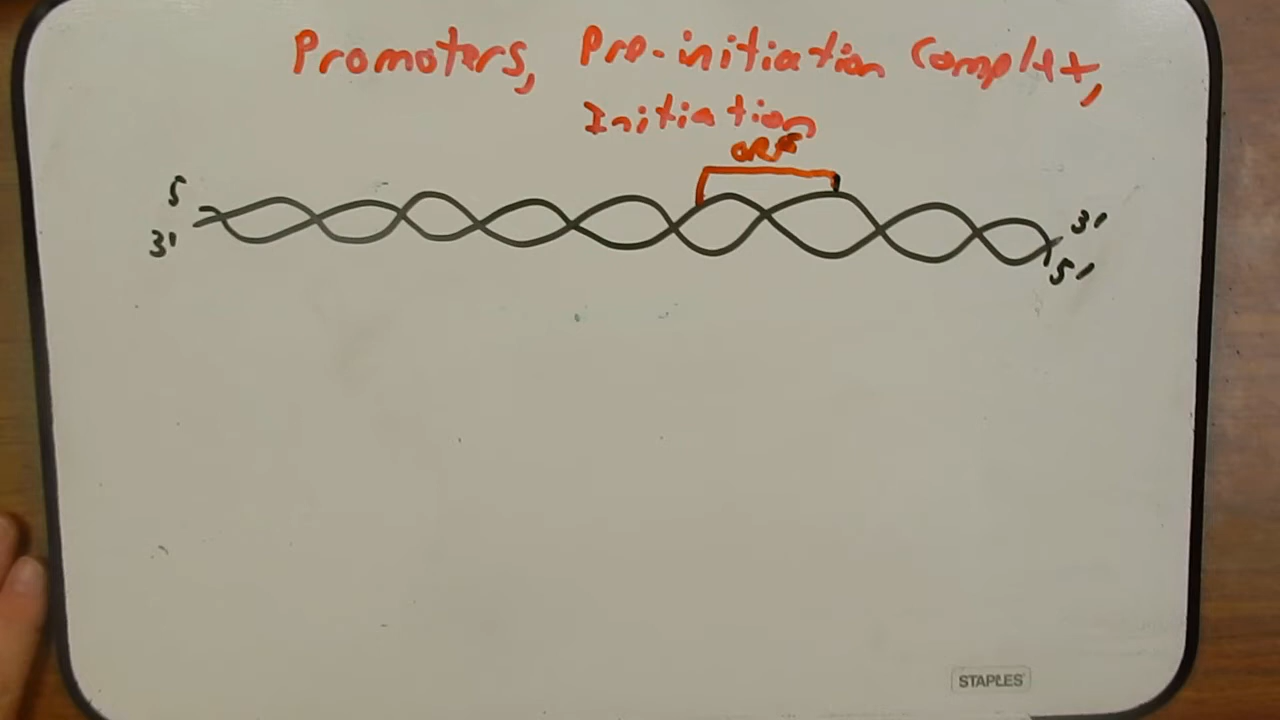 Promoters, Pre-initiation Complex,
Initiation
ORF
5 3'
3' 5'
STAPLES